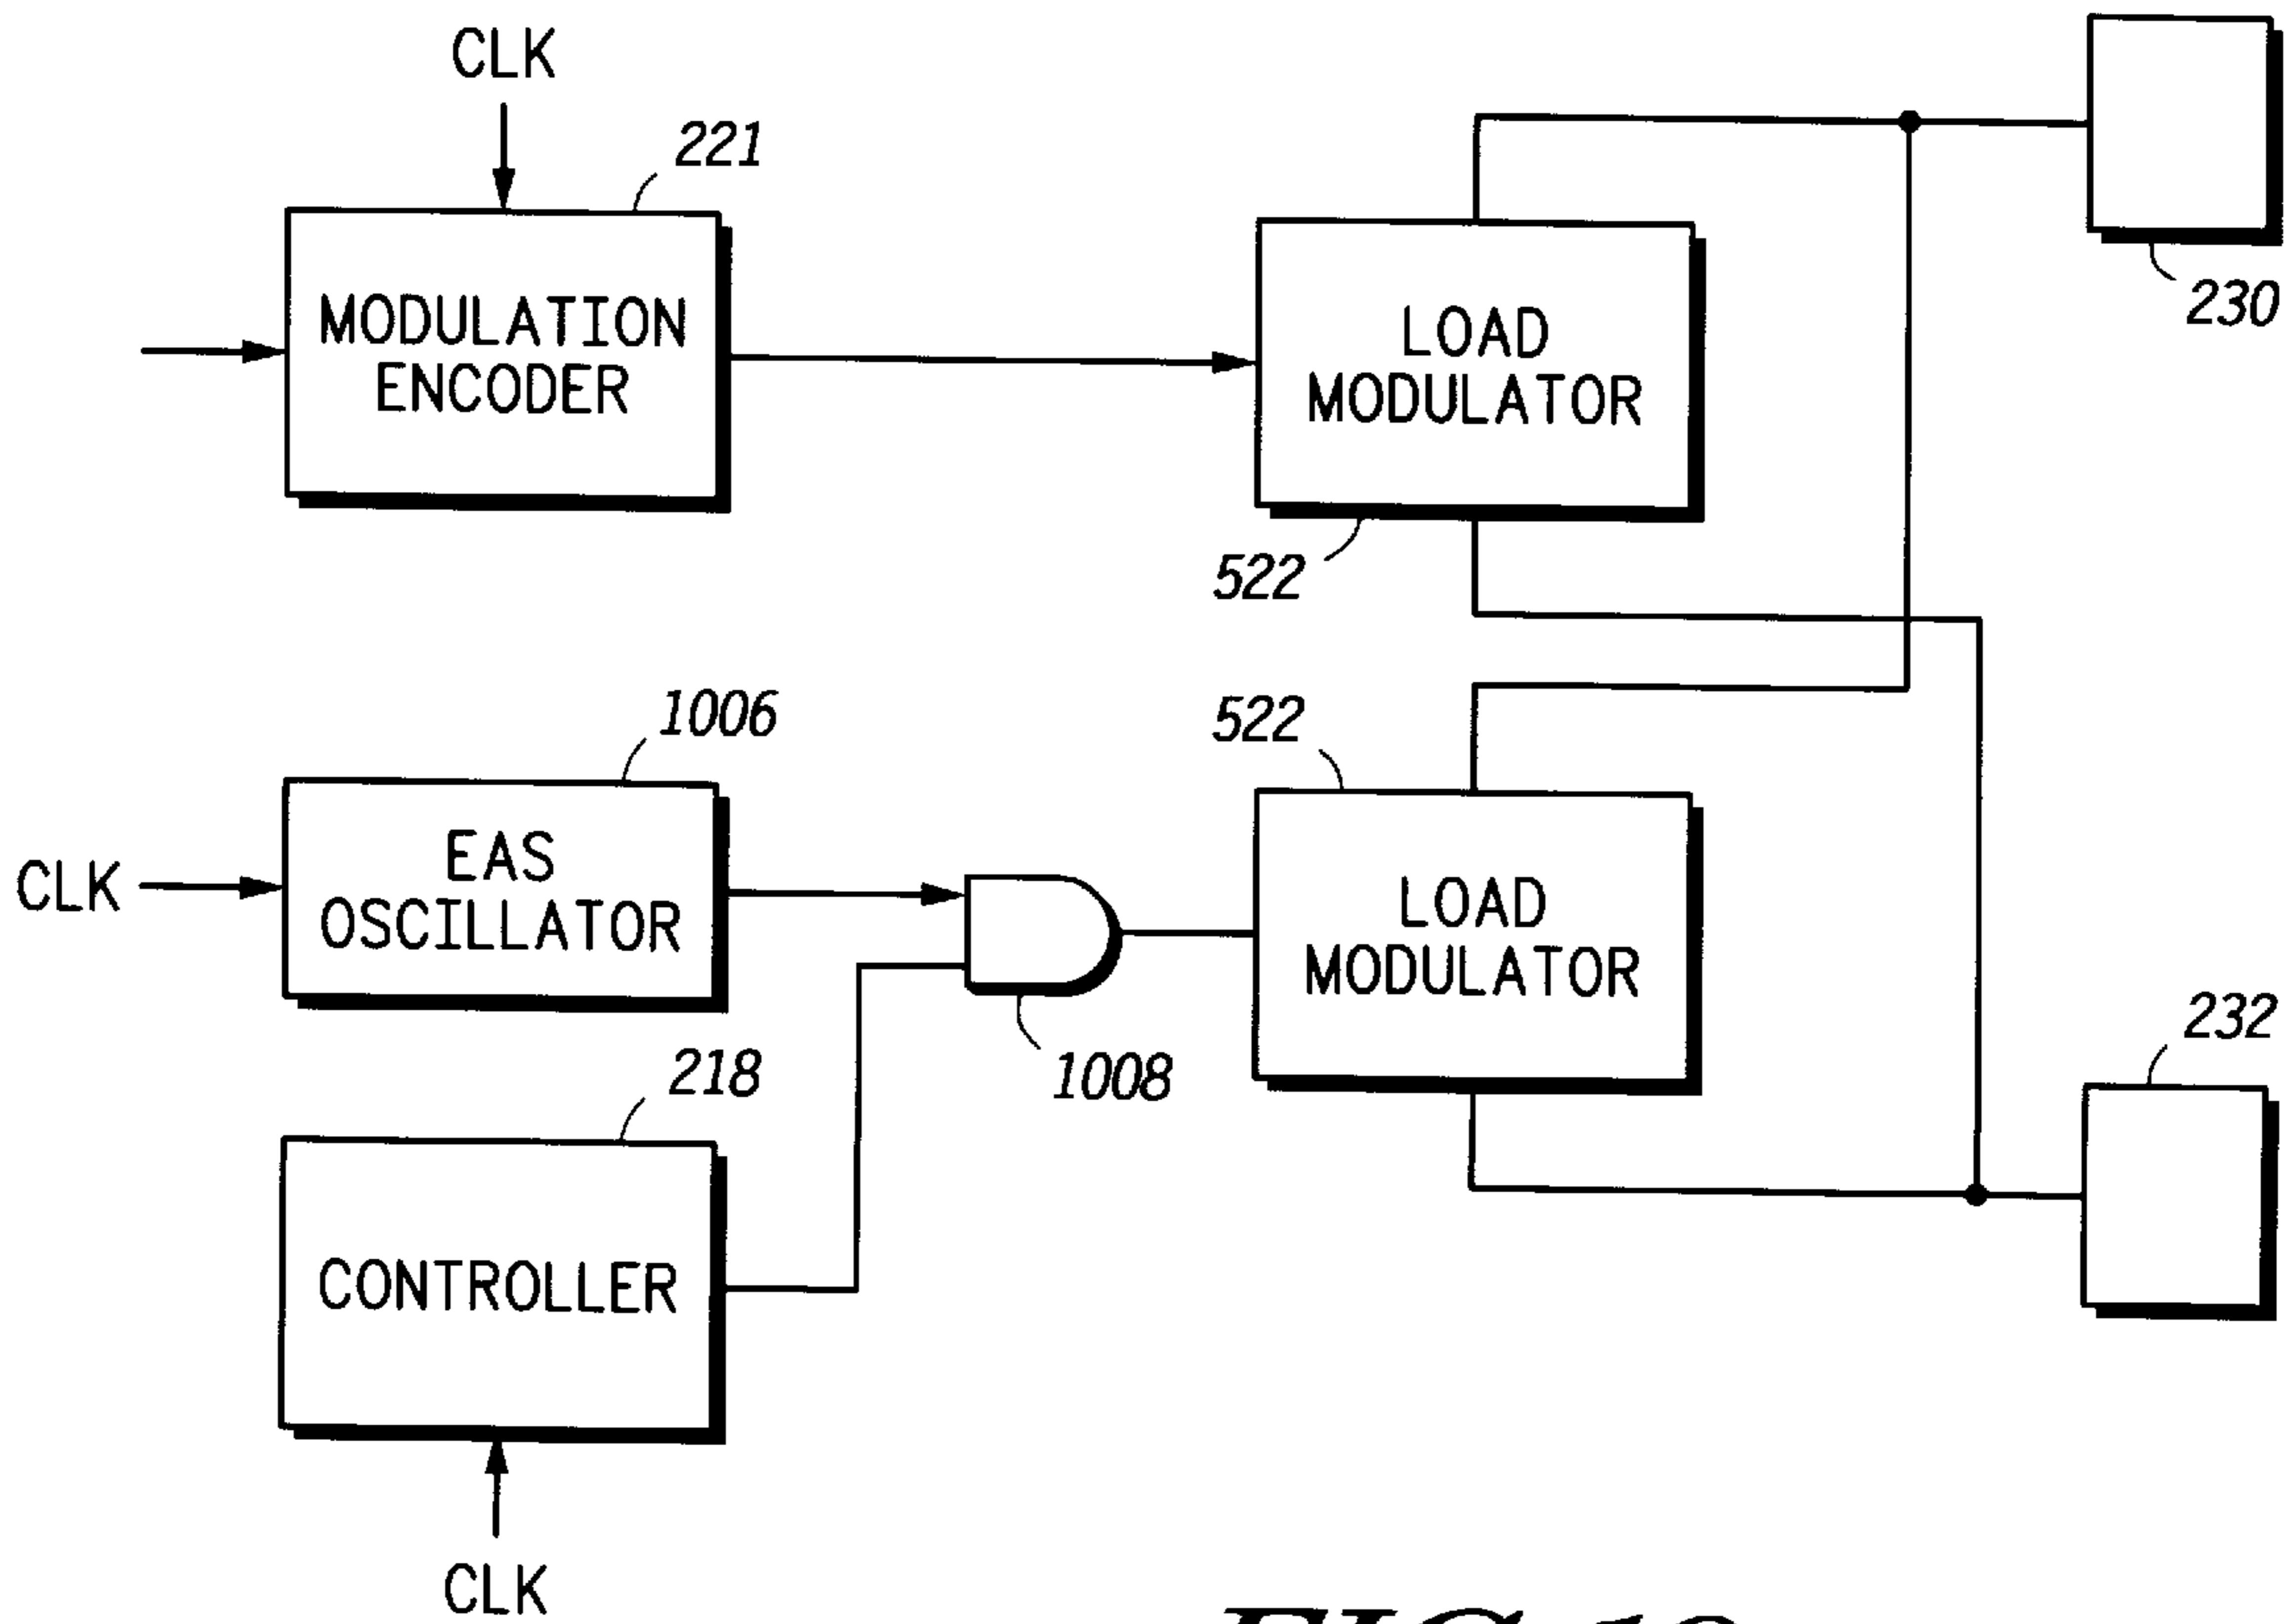 CLK
221
MODULATION
ENCODER
LOAD
MODULATOR
230
522
1006
522
EAS
OSCILLATOR
CLK
LOAD
MODULATOR
1008
218
232
CONTROLLER
CLK